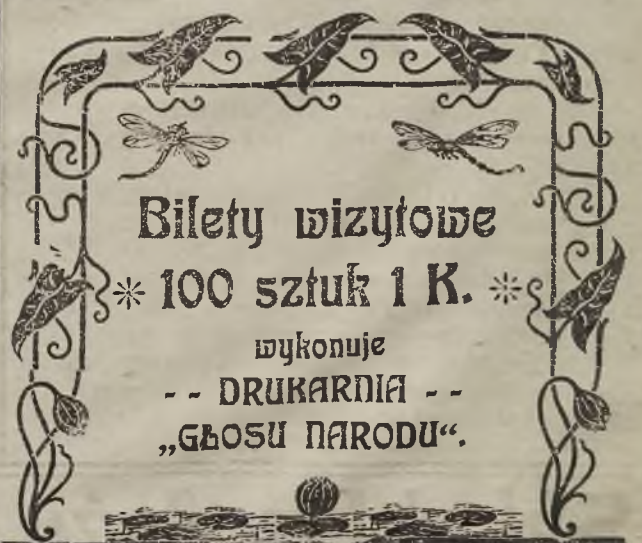 Bilety wizytowe
* 100 sztuk 1 K. *
wykonuje
- - DRUKARNIA - -
„GŁOSU NARODU“.